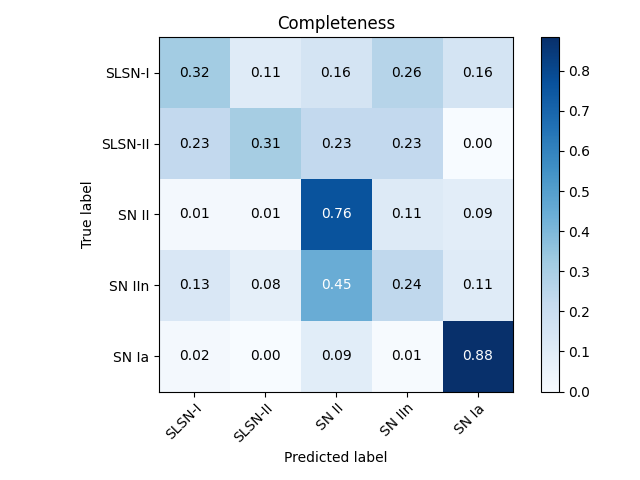 Completeness
True label
SLSN-I 0.32 0.11 0.16 0.26 0.16
SLSN-II 0.23 0.31 0.23 0.23 0.00
SN II 0.01 0.01 0.76 0.11 0.09
SN IIn 0.13 0.08 0.45 0.24 0.11
SN Ia 0.02 0.00 0.09 0.01 0.88
SLSN-I SLSN-II SN II SN IIn SN Ia
Predicted label
0.8
0.7
0.6
0.5
0.4
0.3
0.2
0.1
0.0